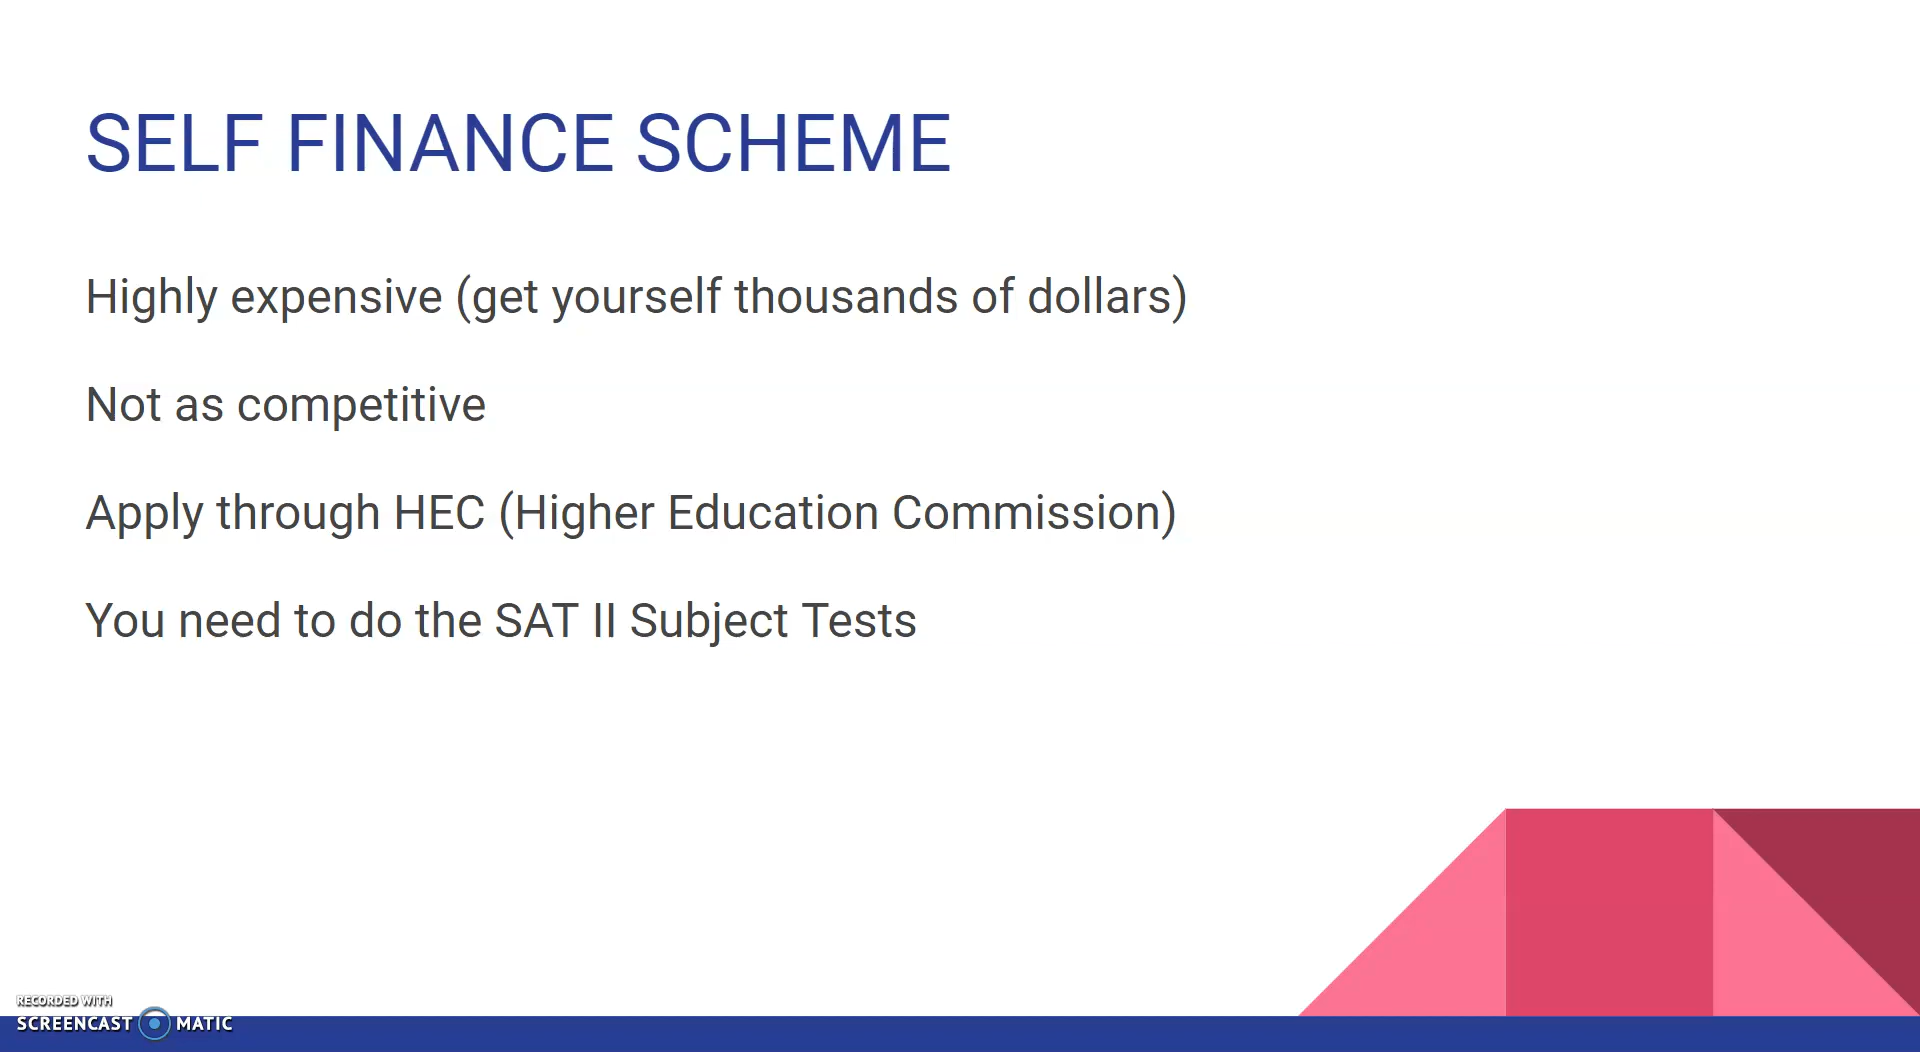 SELF FINANCE SCHEME
Highly expensive (get yourself thousands of dollars)
Not as competitive
Apply through HEC (Higher Education Commission)
You need to do the SAT II Subject Tests
RECORDED WITH
SCREENCAST MATIC